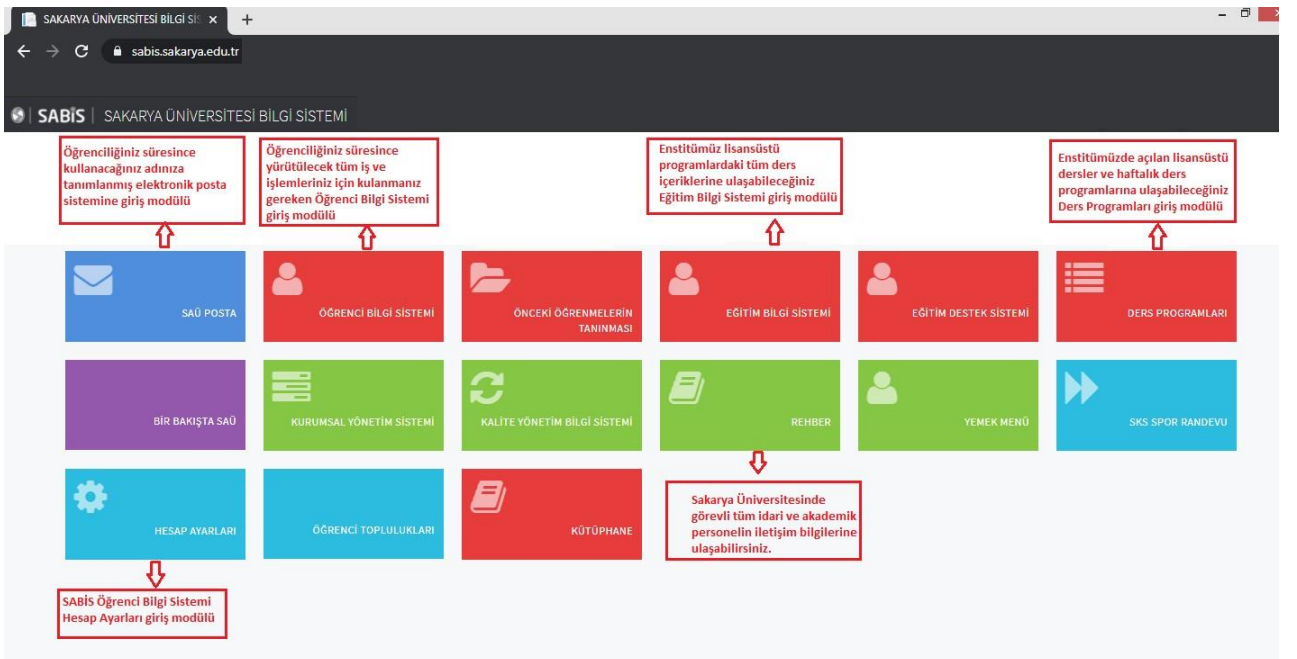 SAKARYA ÜNİVERSİTESİ BİLGİ SİS
sabis.sakarya.edu.tr
SABİS | SAKARYA ÜNİVERSİTESİ BİLGİ SİSTEMİ
Öğrenciliğiniz süresince
kullanacağınız adınıza
tanımlanmış elektronik posta
sistemine giriş modülü
Öğrenciliğiniz süresince
yürütülecek tüm iş ve
işlemleriniz için kulanmanız
gereken Öğrenci Bilgi Sistemi
giriş modülü
Enstitümüz lisansüstü
programlardaki tüm ders
içeriklerine ulaşabileceğiniz
Eğitim Bilgi Sistemi giriş modülü
Enstitümüzde açılan lisansüstü
dersler ve haftalık ders
programlarına ulaşabileceğiniz
Ders Programları giriş modülü
SAÜ POSTA
ÖĞRENCİ BİLGİ SİSTEMİ
ÖNCEKİ ÖĞRENMELERİN
TANINMASI
EĞİTİM BİLGİ SİSTEMİ
EĞİTİM DESTEK SİSTEMİ
DERS PROGRAMLARI
BİR BAKIŞTA SAÜ
KURUMSAL YÖNETİM SİSTEMİ
KALİTE YÖNETİM BİLGİ SİSTEMİ
REHBER
YEMEK MENÜ
SKS SPOR RANDEVU
HESAP AYARLARI
ÖĞRENCİ TOPLULUKLARI
KÜTÜPHANE
Sakarya Üniversitesinde
görevli tüm idari ve akademik
personelin iletişim bilgilerine
ulaşabilirsiniz.
SABİS Öğrenci Bilgi Sistemi
Hesap Ayarları giriş modülü